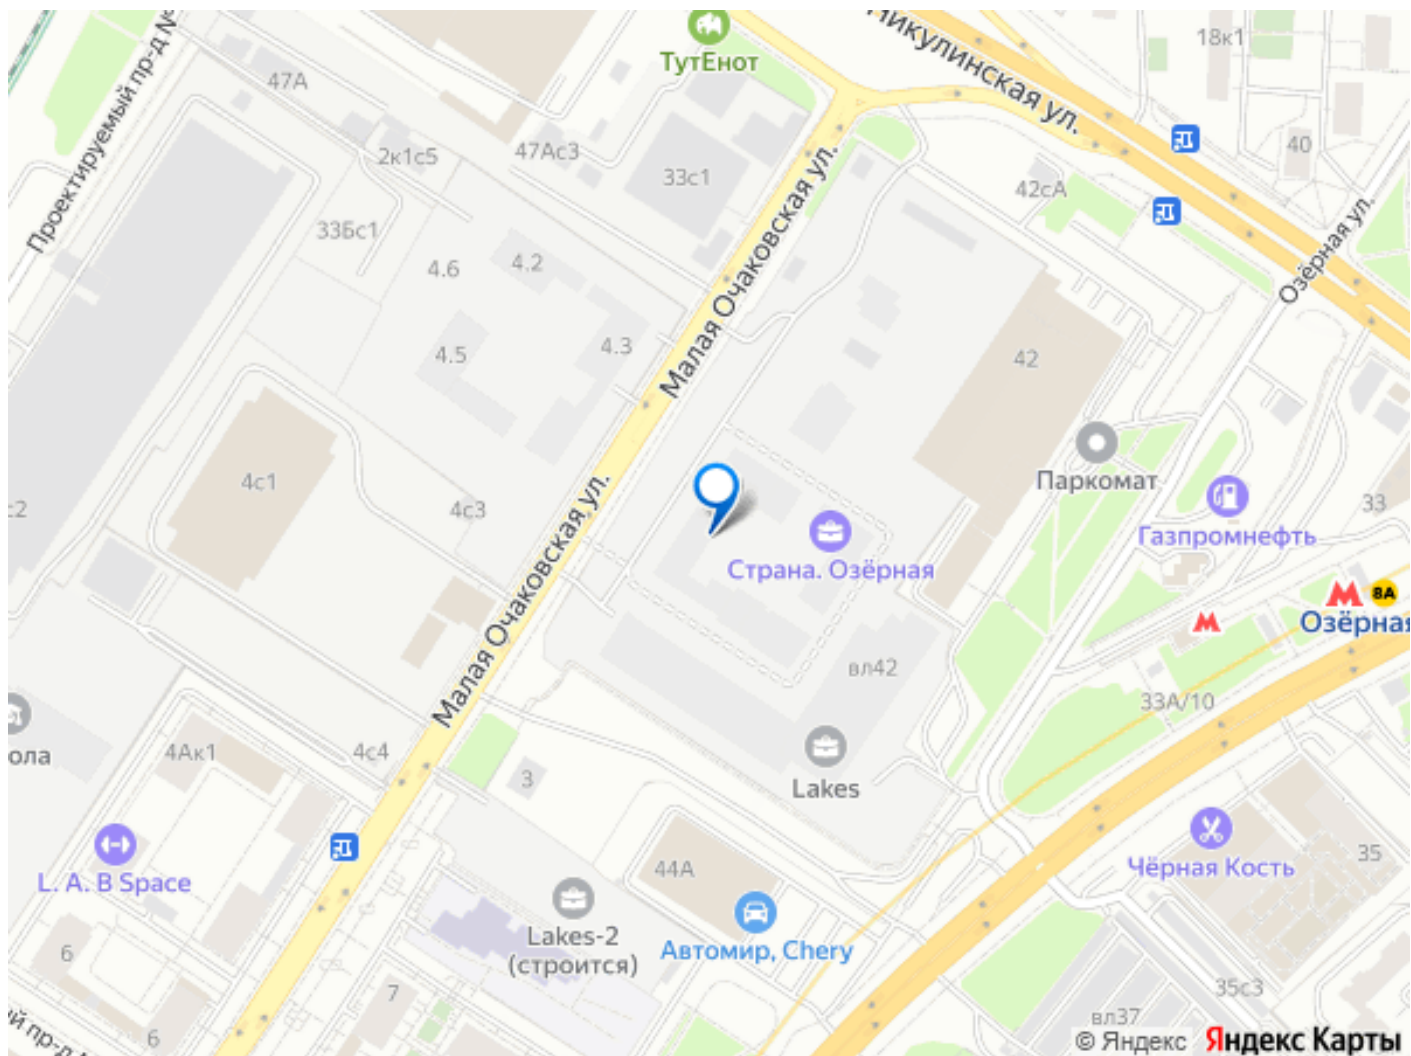 Никулинская ул.
18к1
ТутЕнот
Проектируемый пр-д №
47А
2к1с5
47Ас3
33с1
40
42сА
Малая Очаковская ул.
Озёрная ул.
33Бс1
4.6
4.2
4.5
4.3
42
Паркомат
4с1
4с3
33
с2
Газпромнефть
Страна. Озёрная
8А
Озёрная
Малая Очаковская ул.
вл42
33А/10
ола
4Ак1
4с4
3
Lakes
L. A. B Space
44А
Чёрная Кость
35
Lakes-2
(строится)
Автомир, Chery
6
7
6
35с3
вл37
© Яндекс Яндекс Карты